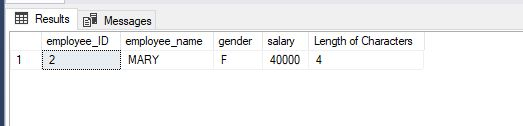 Results Messages
employee_ID employee_name gender salary Length of Characters
1 2 MARY F 40000 4